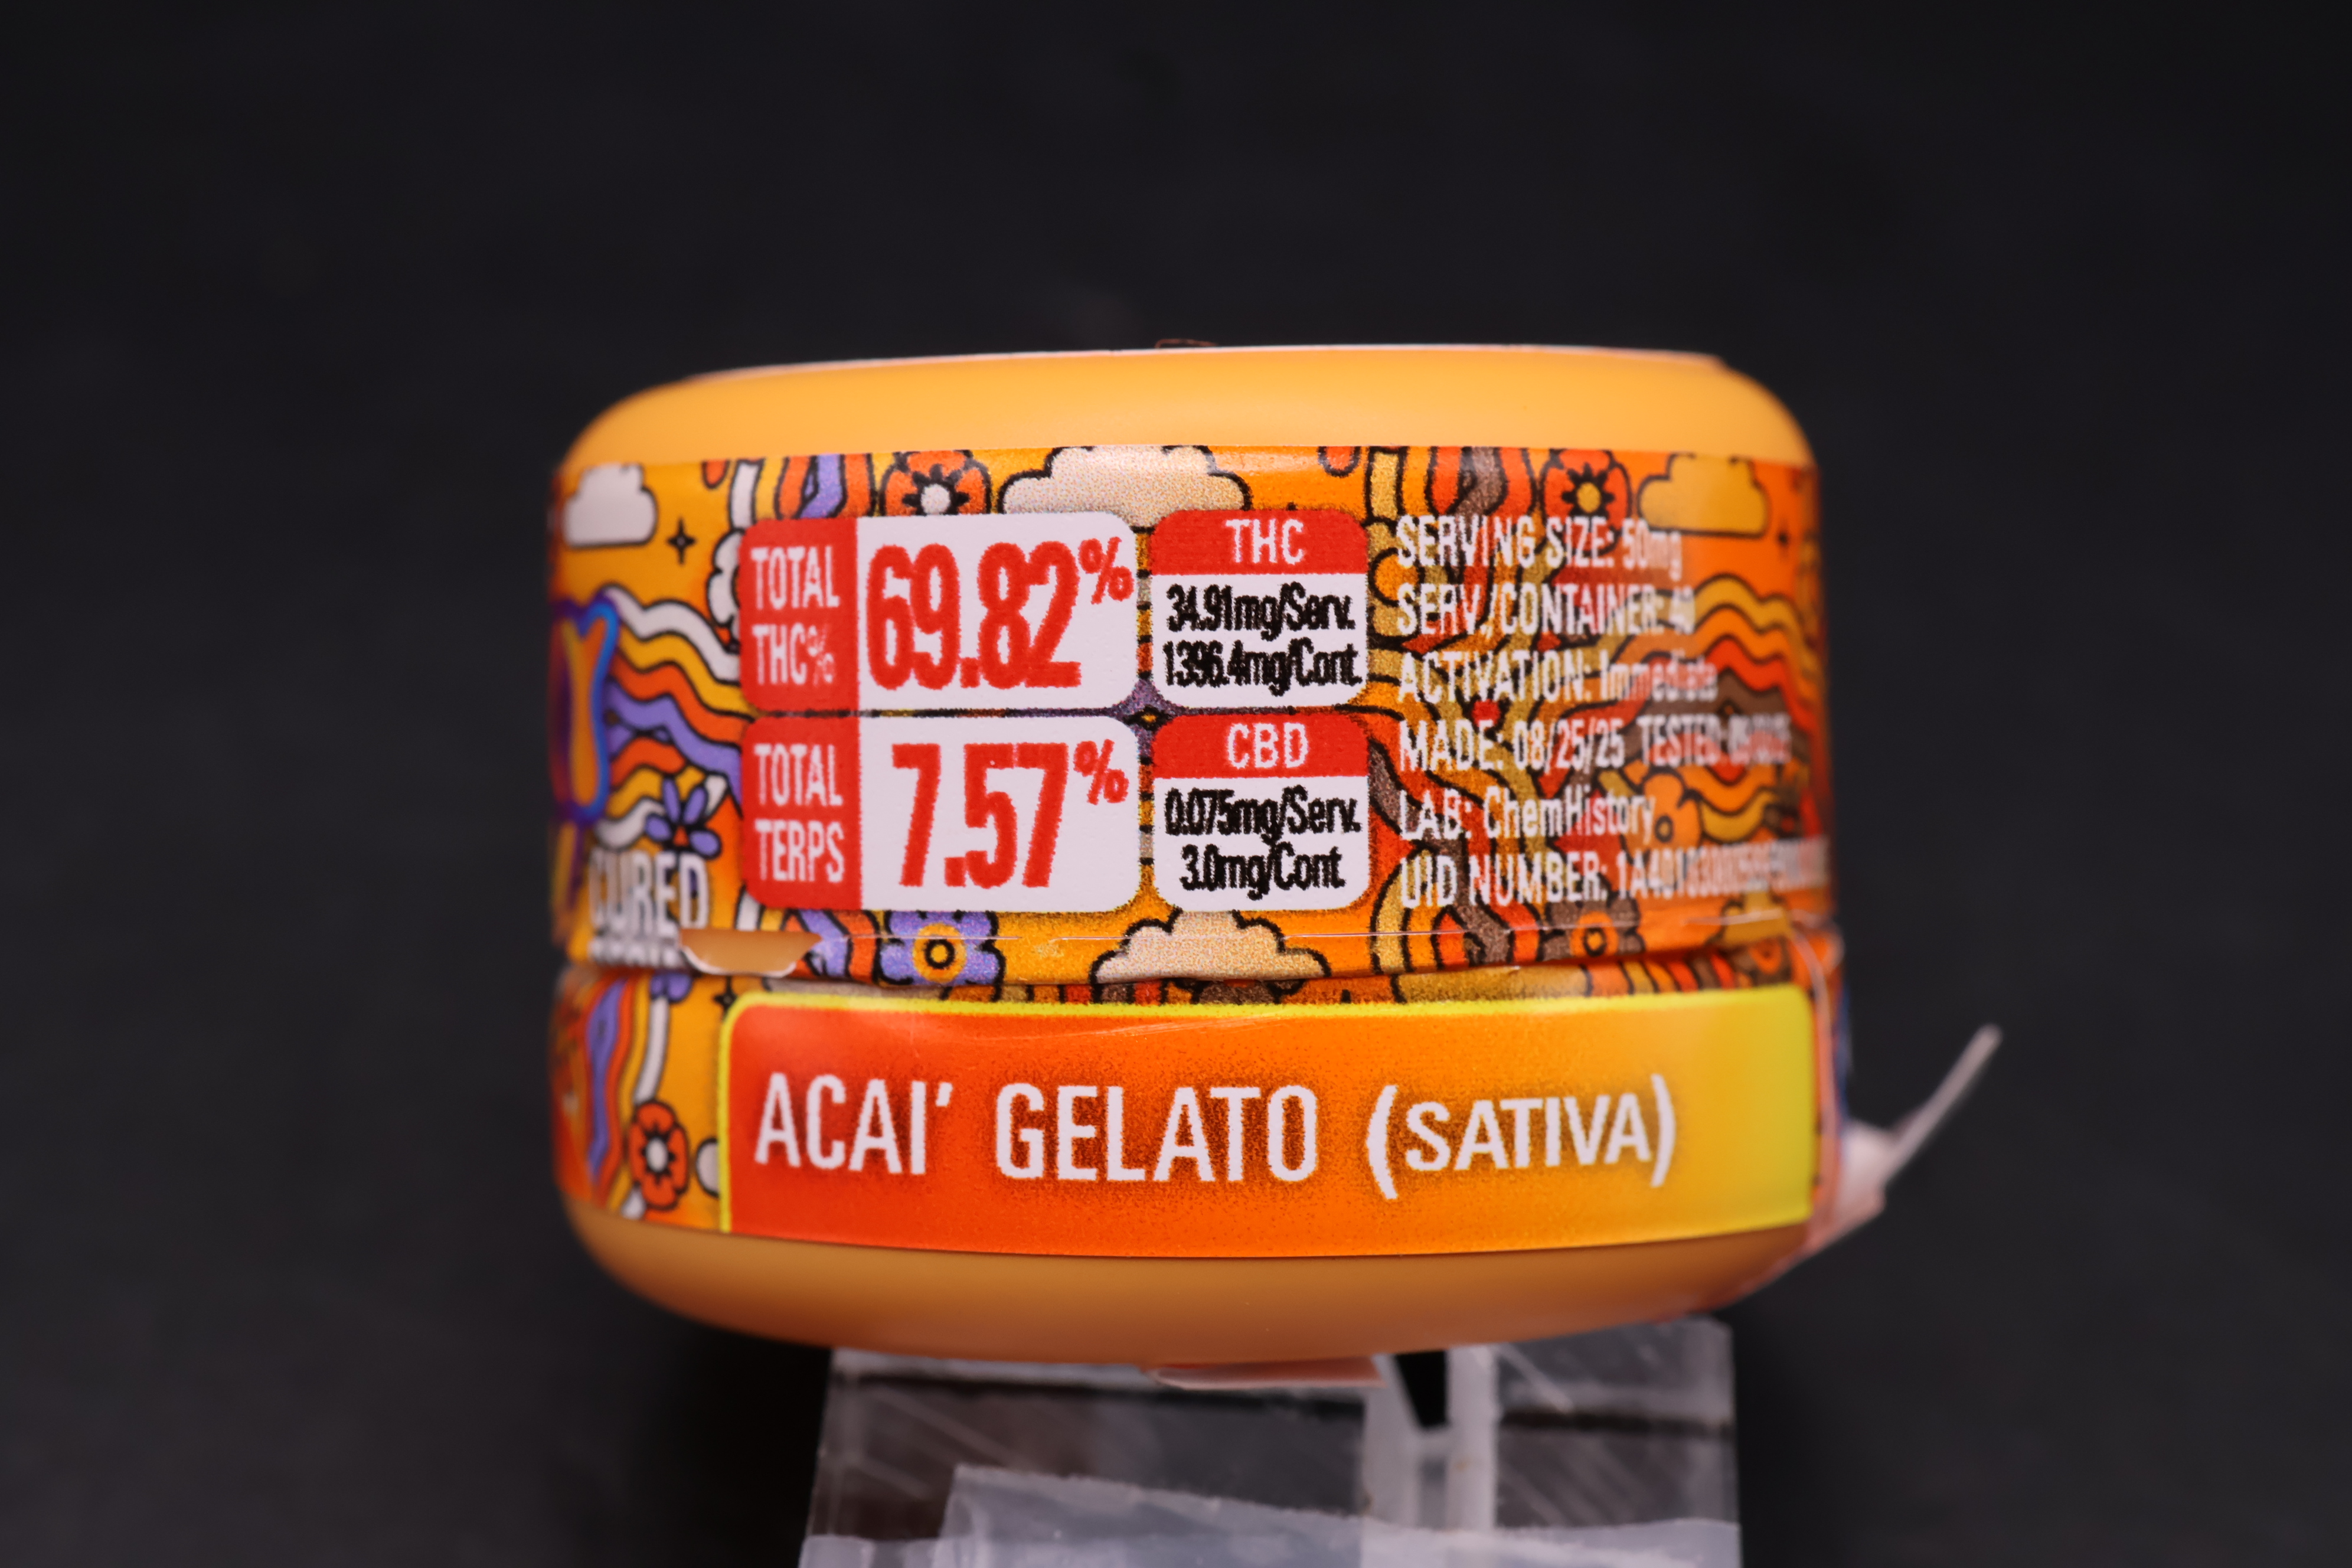 TOTAL THC% 69.82%
THC
34.91mg/Serv.
1396.4mg/Cont.
TOTAL TERPS 7.57%
CBD
0.075mg/Serv.
3.0mg/Cont.
SERVING SIZE: 50mg
SERV./CONTAINER: 40
ACTIVATION: Immediate
MADE: 08/25/25 TESTED:
LAB: ChemHistory
UID NUMBER:
CURED
ACAI' GELATO (SATIVA)